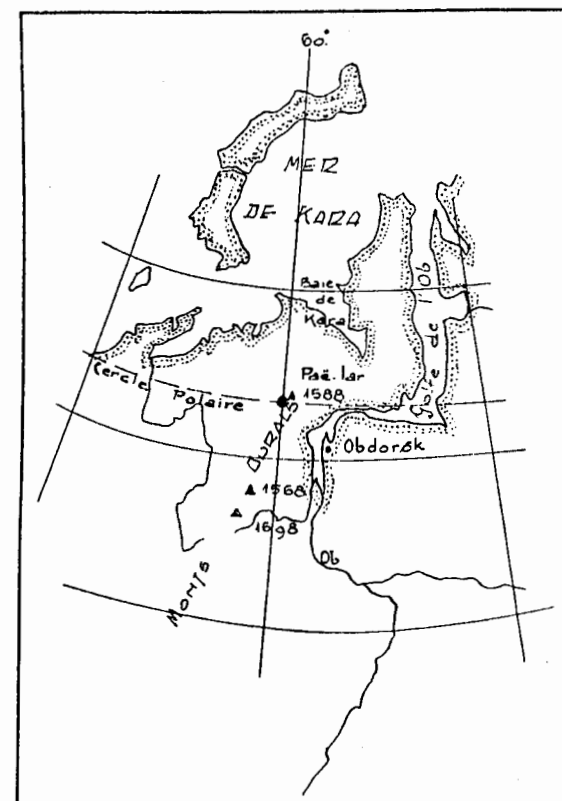 60°
MER
DE KARA
Baie
de
Kara
Golfe de l'Ob
Cercle Polaire
Paë-Iar
1588
OURALS
Obdorsk
1568
1698
Ob
MONTS